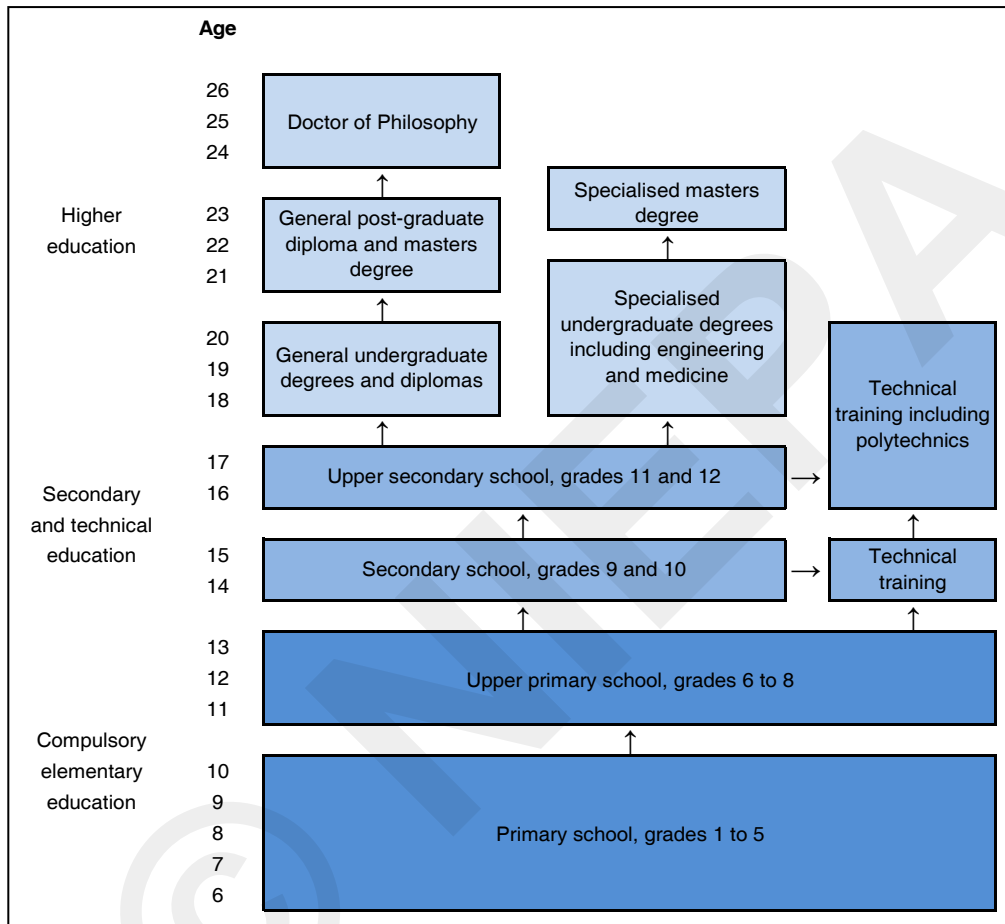 Age
26
25
24
Doctor of Philosophy
Higher
education
23
22
21
General post-graduate
diploma and masters
degree
Specialised masters
degree
20
19
18
General undergraduate
degrees and diplomas
Specialised
undergraduate degrees
including engineering
and medicine
Technical
training including
polytechnics
Secondary
and technical
education
17
16
Upper secondary school, grades 11 and 12
15
14
Secondary school, grades 9 and 10
Technical
training
Compulsory
elementary
education
13
12
11
Upper primary school, grades 6 to 8
10
9
8
7
6
Primary school, grades 1 to 5
© NIEPA